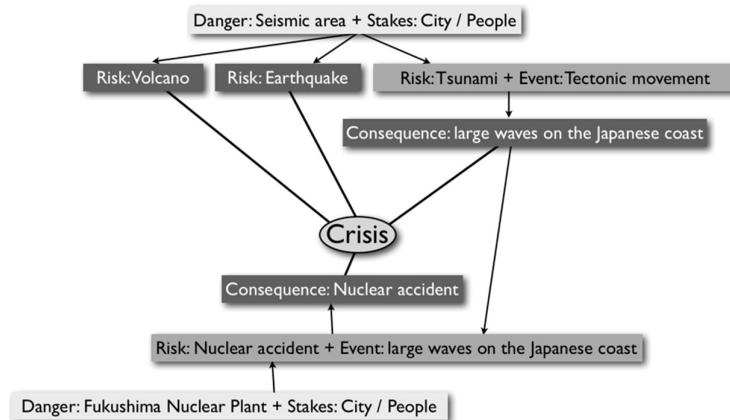 Danger: Seismic area + Stakes: City / People
Risk: Volcano
Risk: Earthquake
Risk: Tsunami + Event: Tectonic movement
Consequence: large waves on the Japanese coast
Crisis
Consequence: Nuclear accident
Risk: Nuclear accident + Event: large waves on the Japanese coast
Danger: Fukushima Nuclear Plant + Stakes: City / People